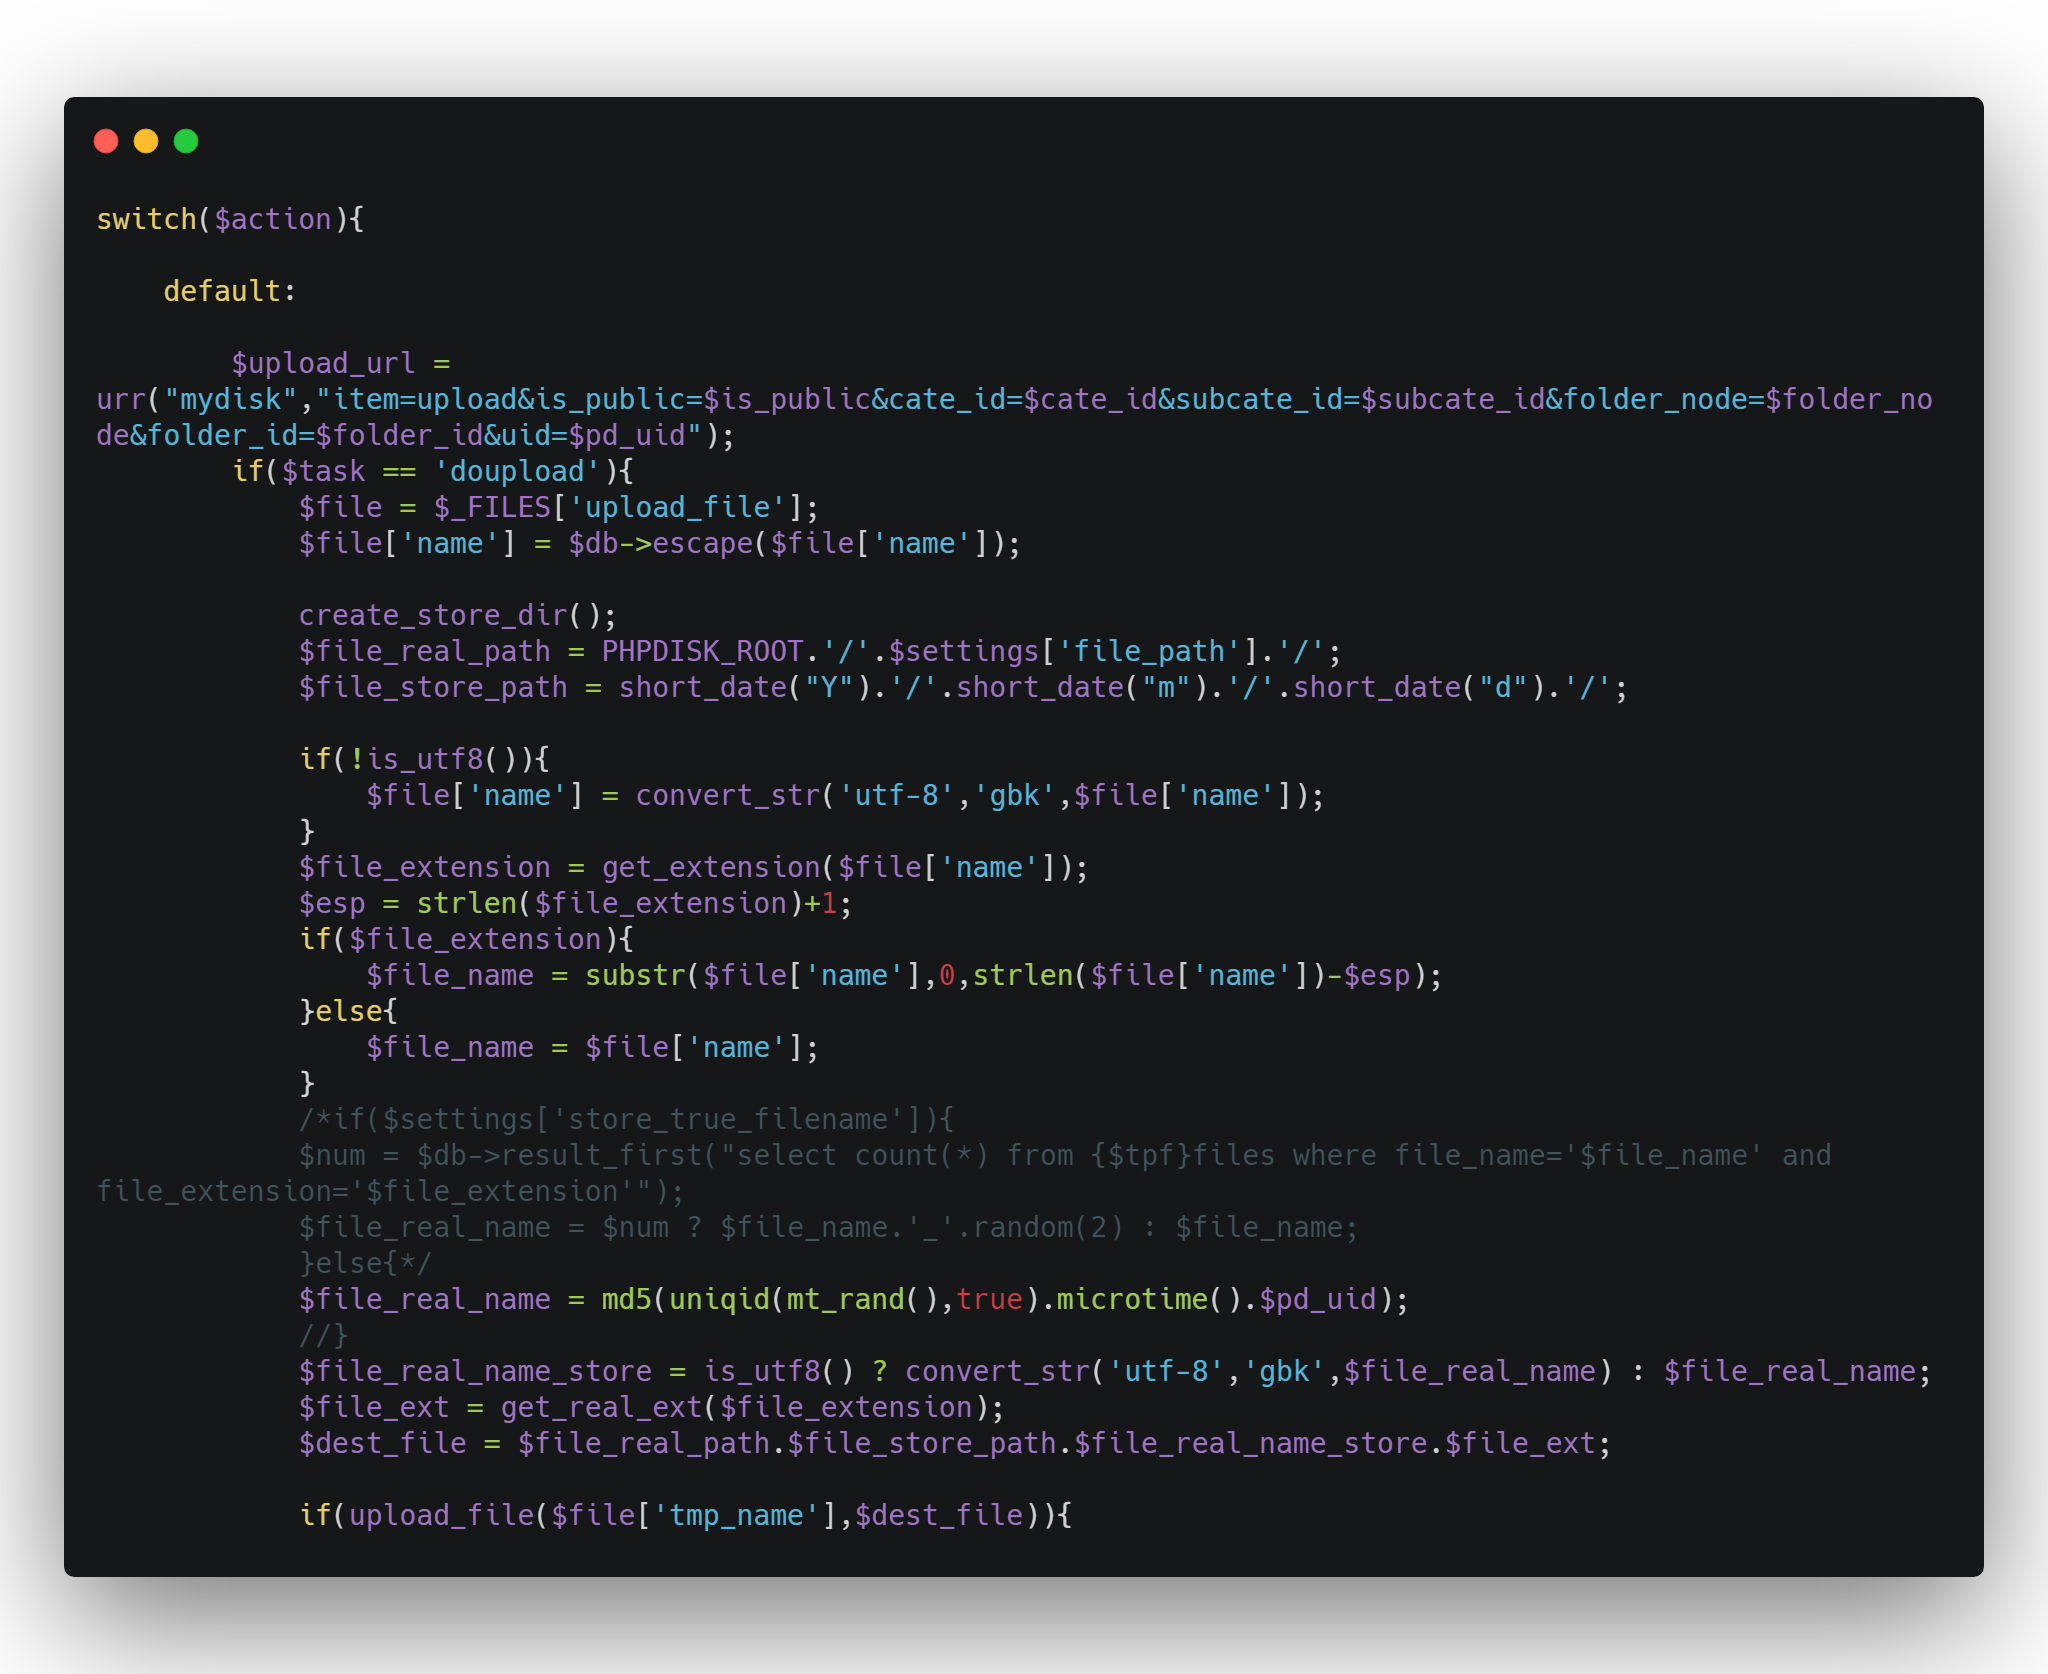 switch($action){
default:
$upload_url =
urr("mydisk","item=upload&is_public=$is_public&cate_id=$cate_id&subcate_id=$subcate_id&folder_node=$folder_no
de&folder_id=$folder_id&uid=$pd_uid");
if($task == 'doupload'){
$file = $_FILES['upload_file'];
$file['name'] = $db->escape($file['name']);
create_store_dir();
$file_real_path = PHPDISK_ROOT.'/'.$settings['file_path'].'/';
$file_store_path = short_date("Y").'/'.short_date("m").'/'.short_date("d").'/';
if(!is_utf8()){
$file['name'] = convert_str('utf-8','gbk',$file['name']);
}
$file_extension = get_extension($file['name']);
$esp = strlen($file_extension)+1;
if($file_extension){
$file_name = substr($file['name'],0,strlen($file['name'])-$esp);
}else{
$file_name = $file['name'];
}
/*if($settings['store_true_filename']){
$num = $db->result_first("select count(*) from {$tpf}files where file_name='$file_name' and
file_extension='$file_extension'");
$file_real_name = $num ? $file_name.'_'.random(2) : $file_name;
}else{*/
$file_real_name = md5(uniqid(mt_rand(),true).microtime().$pd_uid);
//}
$file_real_name_store = is_utf8() ? convert_str('utf-8','gbk',$file_real_name) : $file_real_name;
$file_ext = get_real_ext($file_extension);
$dest_file = $file_real_path.$file_store_path.$file_real_name_store.$file_ext;
if(upload_file($file['tmp_name'],$dest_file)){